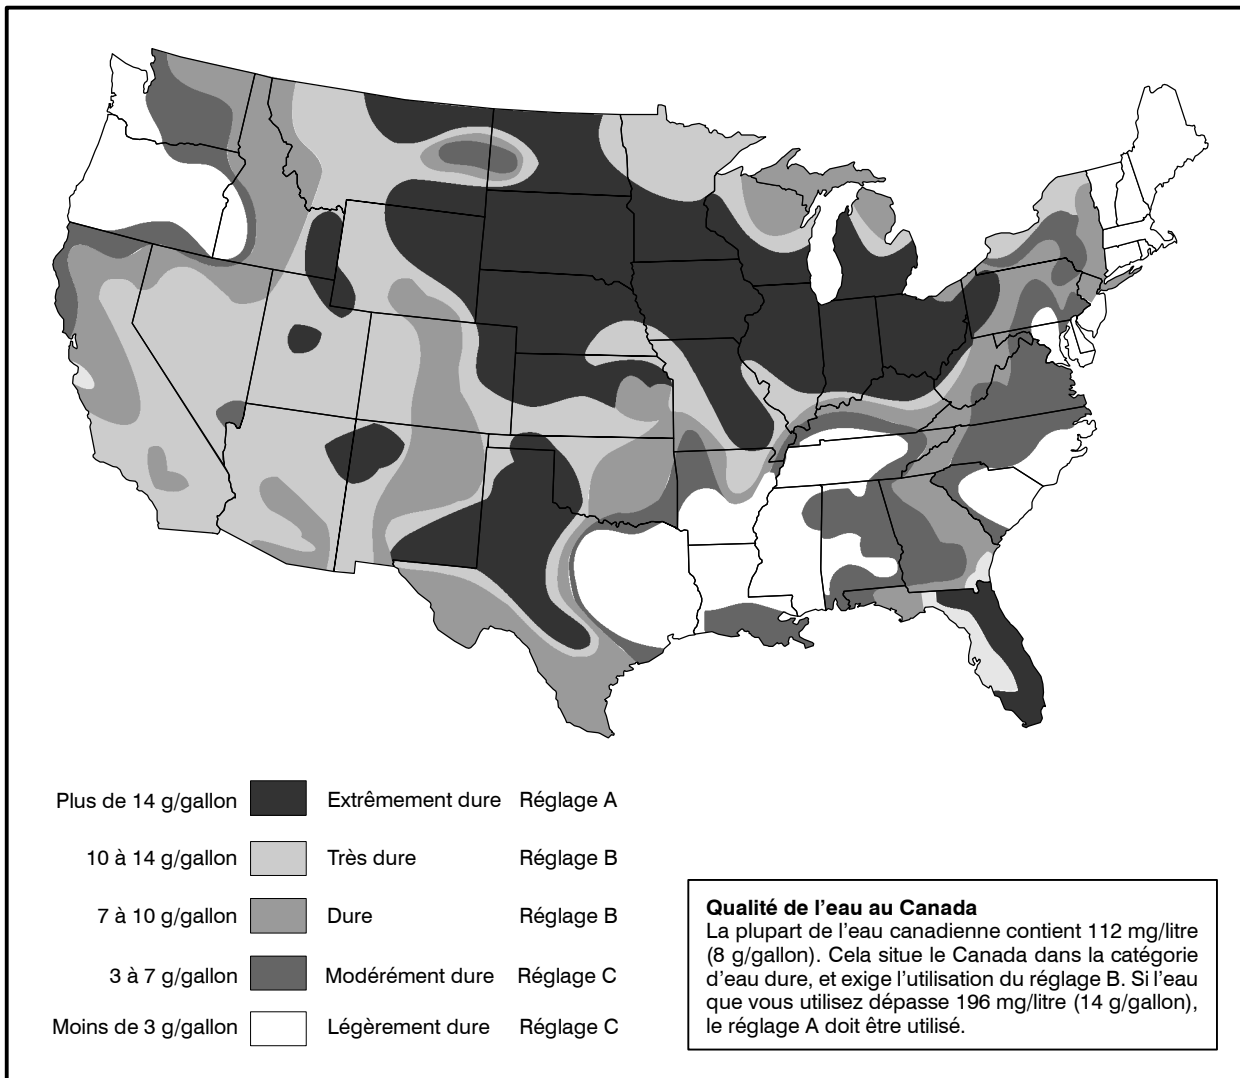 Plus de 14 g/gallon Extrêmement dure Réglage A
10 à 14 g/gallon Très dure Réglage B
7 à 10 g/gallon Dure Réglage B
3 à 7 g/gallon Modérément dure Réglage C
Moins de 3 g/gallon Légèrement dure Réglage C
Qualité de l'eau au Canada
La plupart de l'eau canadienne contient 112 mg/litre
(8 g/gallon). Cela situe le Canada dans la catégorie
d'eau dure, et exige l'utilisation du réglage B. Si l'eau
que vous utilisez dépasse 196 mg/litre (14 g/gallon),
le réglage A doit être utilisé.